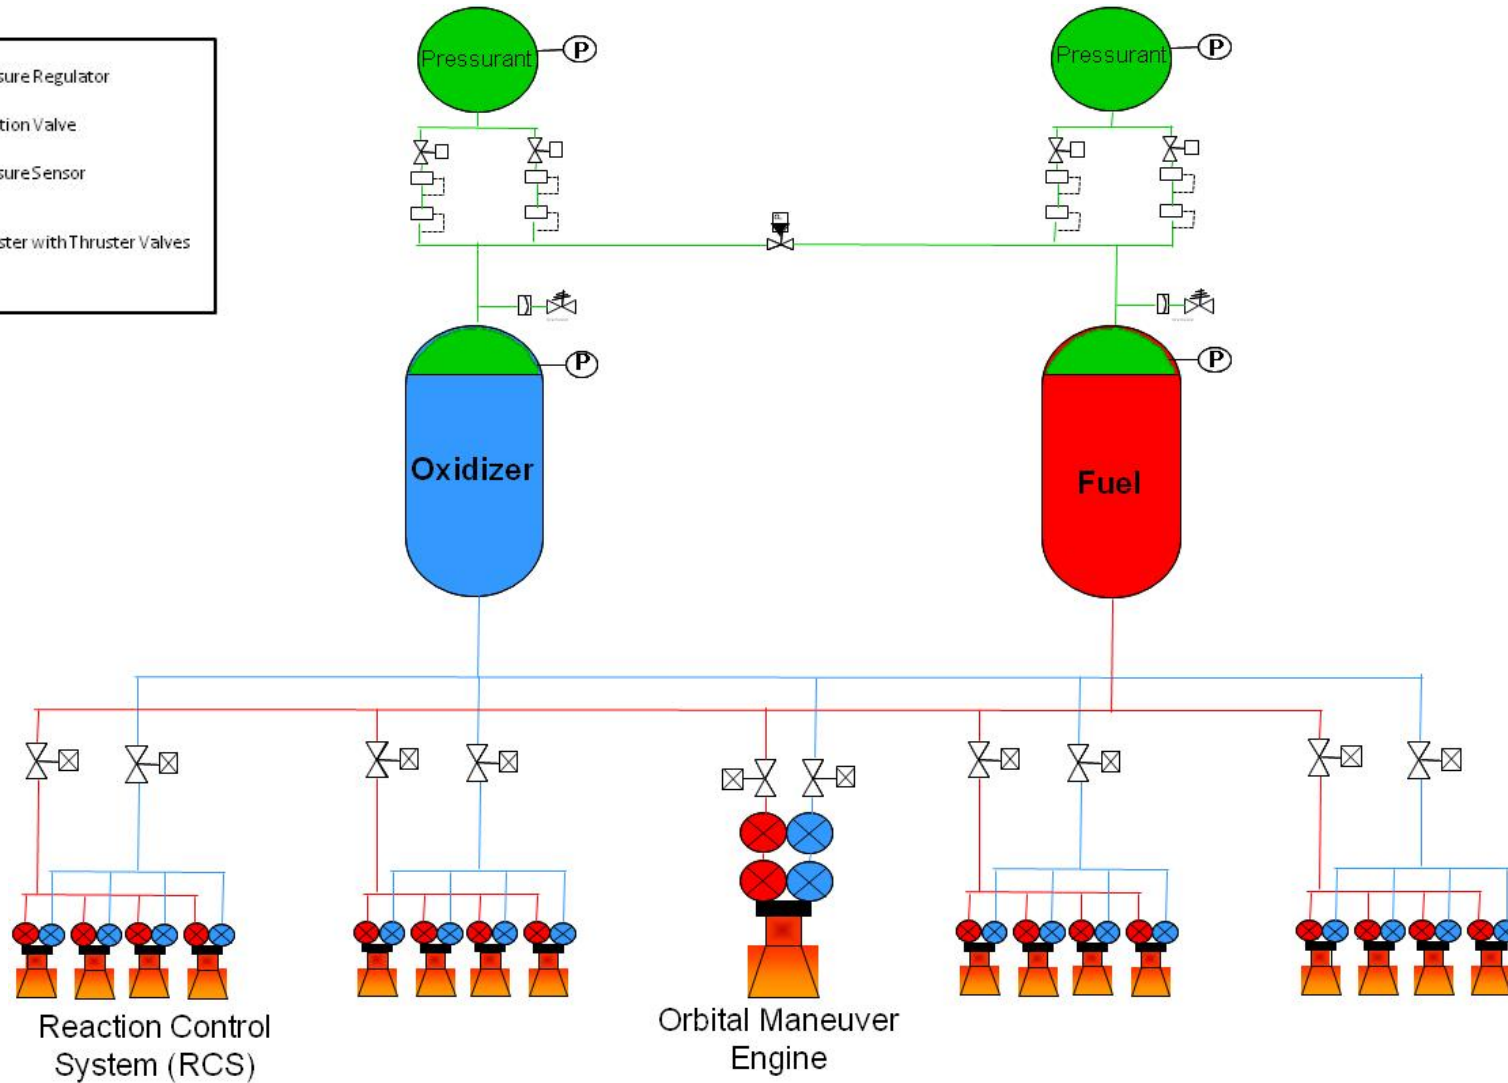 Pressurant
P
Pressurant
P
sure Regulator
tion Valve
sure Sensor
ster with Thruster Valves
P
P
P
Oxidizer
Fuel
Reaction Control
System (RCS)
Orbital Maneuver
Engine